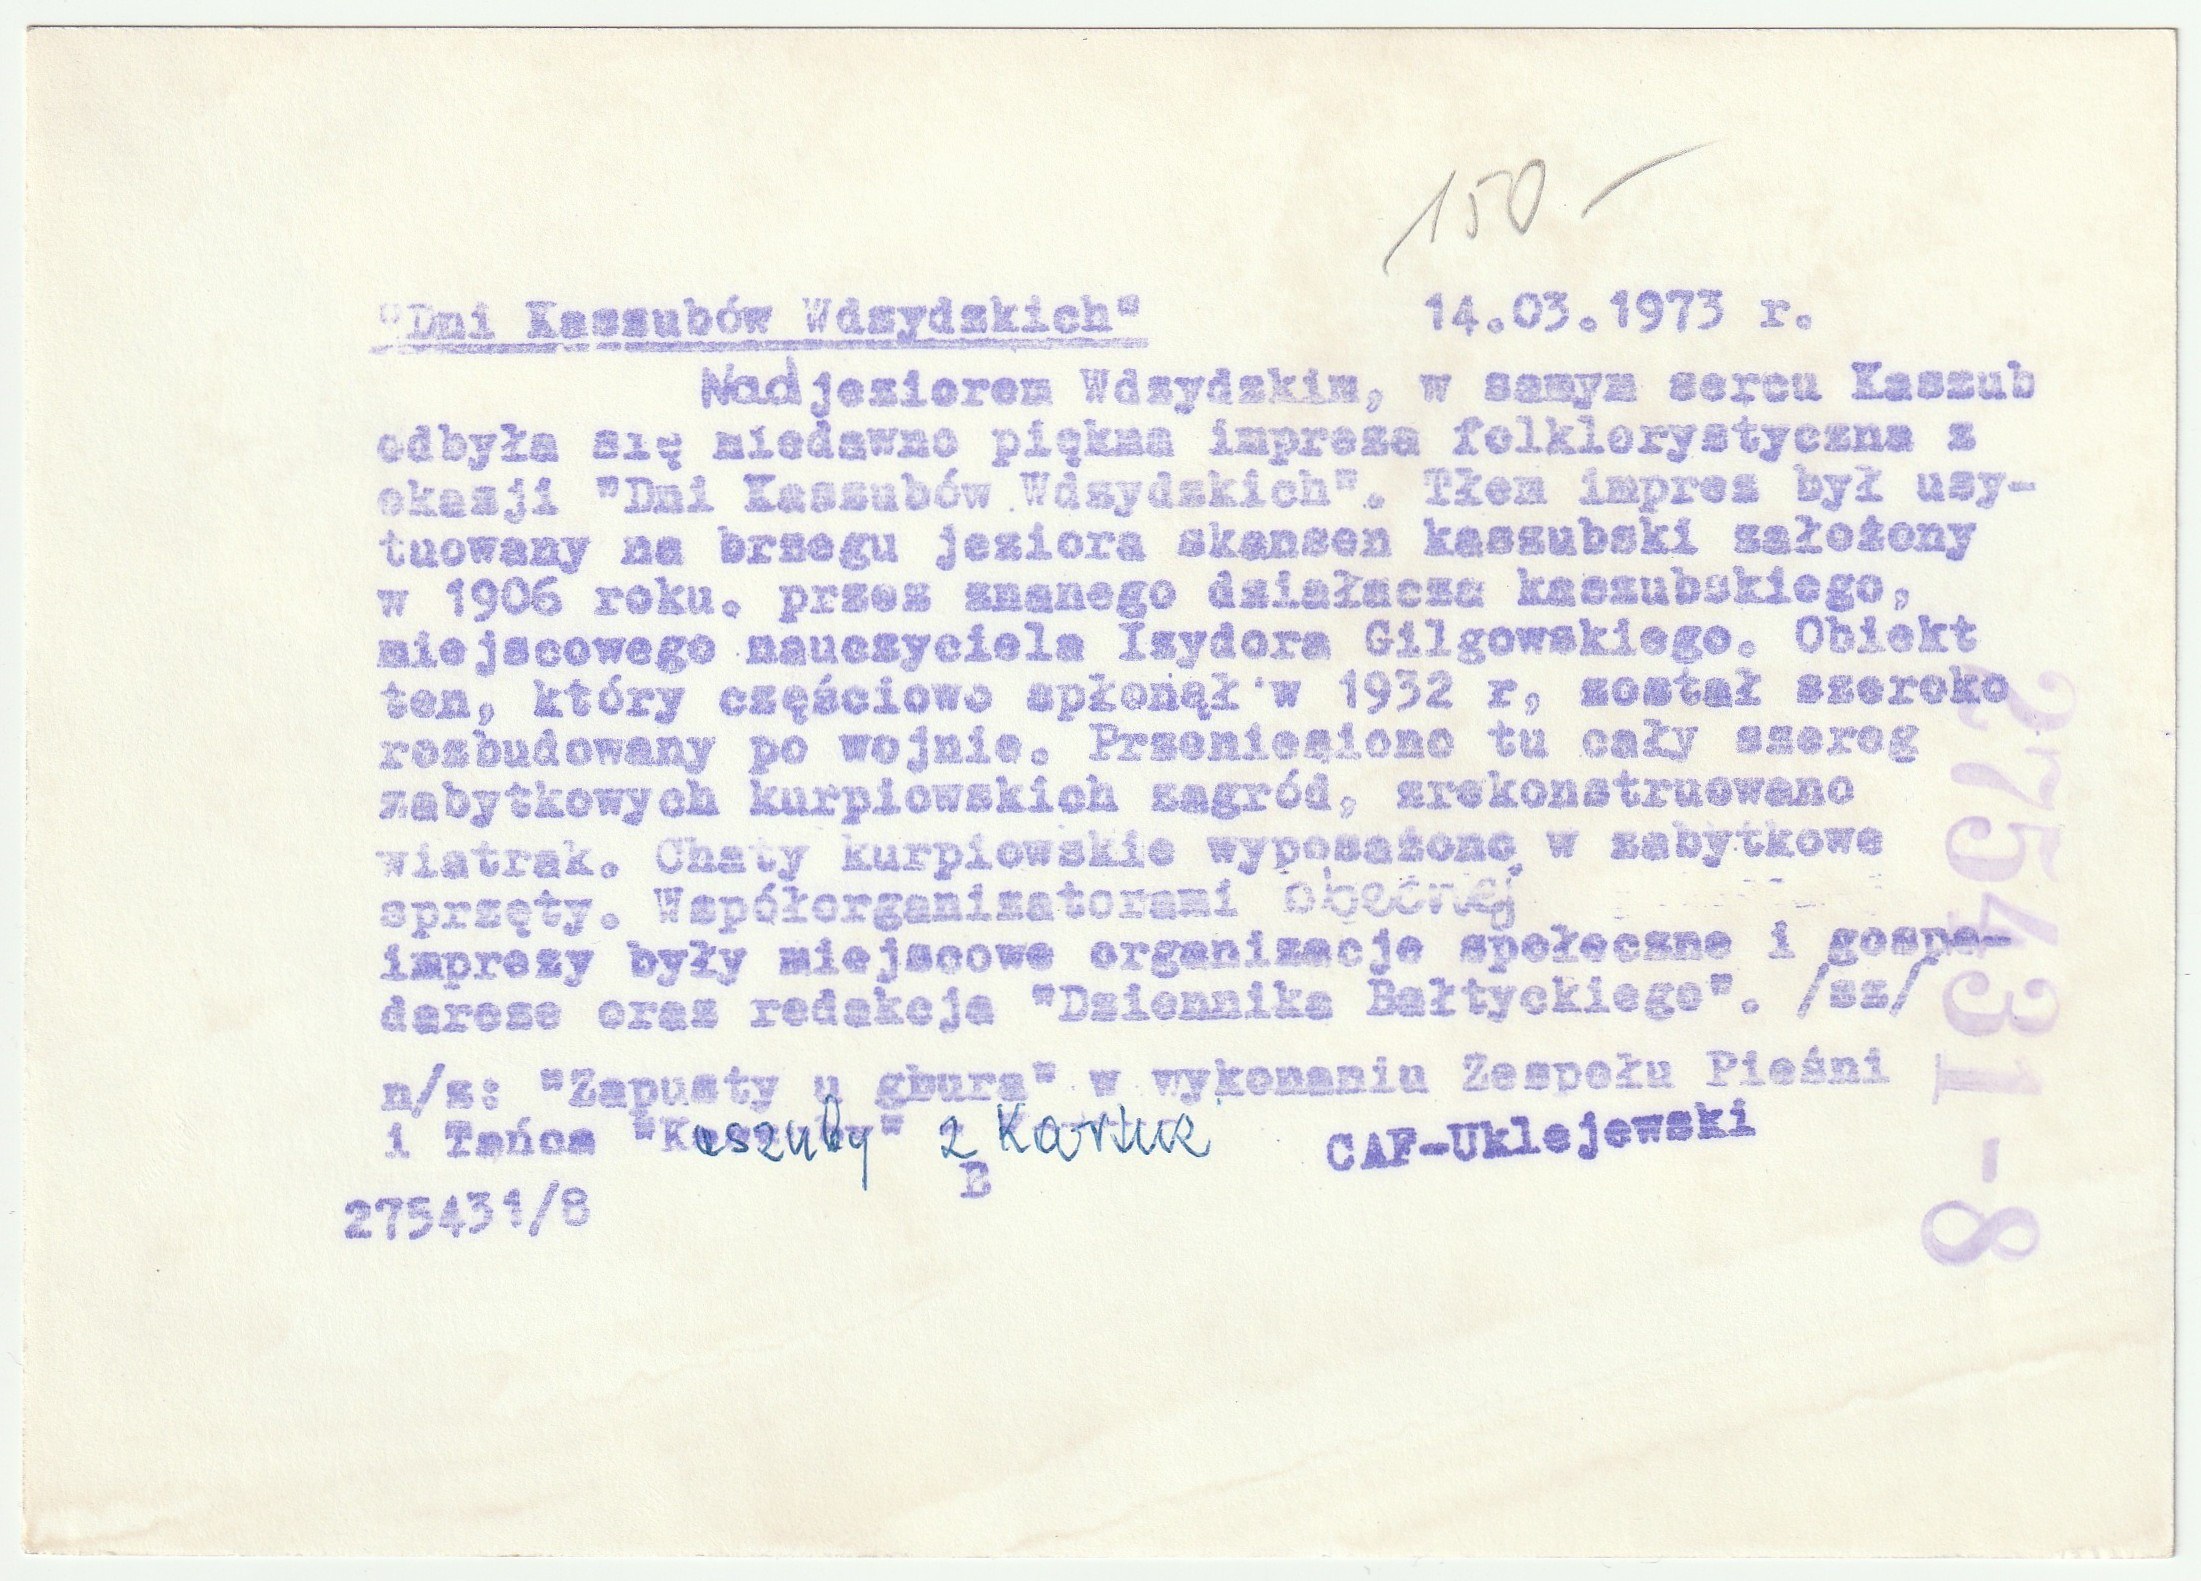 150 -
"Dni Kaszubów Wdzydzkich" 14.03.1973 r.
Nad jeziorem Wdzydzkim, w samym sercu Kaszub
odbyła się niedawno piękna impreza folklorystyczna z
okazji "Dni Kaszubów Wdzydzkich". Tłem imprez był usy-
tuowany na brzegu jeziora skansen kaszubski założony
w 1906 roku. przez znanego działacza kaszubskiego,
miejscowego nauczyciela Izydora Gilgowskiego. Obiekt
ten, który częściowo spłonął w 1932 r, został szeroko
rozbudowany po wojnie. Przeniesiono tu cały szereg
zabytkowych kurpiowskich zagród, zrekonstruowano
wiatrak. Chaty kurpiowskie wyposażono w zabytkowe
sprzęty. Współorganizatorami obecnej
imprezy były miejscowe organizacje społeczne i gospo-
darcze oraz redakcja "Dziennika Bałtyckiego". /sz/
n/z: "Zapusty u gbura" w wykonaniu Zespołu Pieśni
i Tańca "Kaszuby" z Kartuz
CAF-Uklejewski
B
275431/8
275431-8